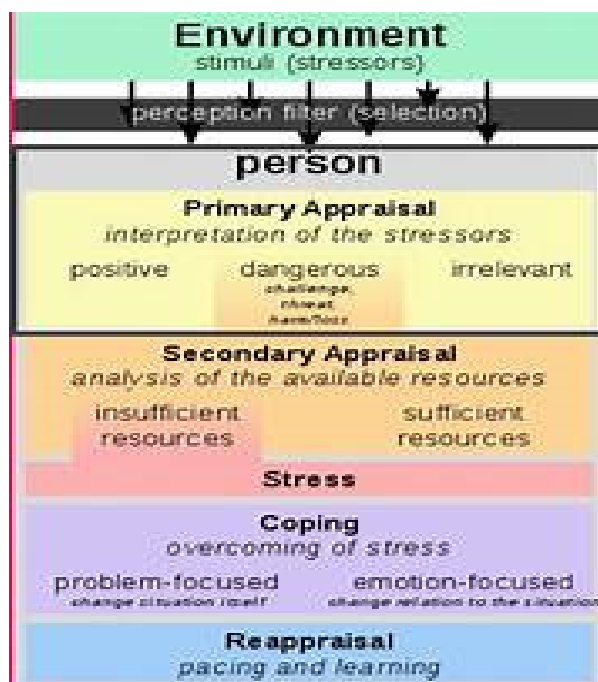 Environment
stimuli (stressors)
perception filter (selection)
person
Primary Appraisal
interpretation of the stressors
positive dangerous irrelevant
challenge,
threat,
harm/loss
Secondary Appraisal
analysis of the available resources
insufficient sufficient
resources resources
Stress
Coping
overcoming of stress
problem-focused emotion-focused
change situation itself change relation to the situation
Reappraisal
pacing and learning